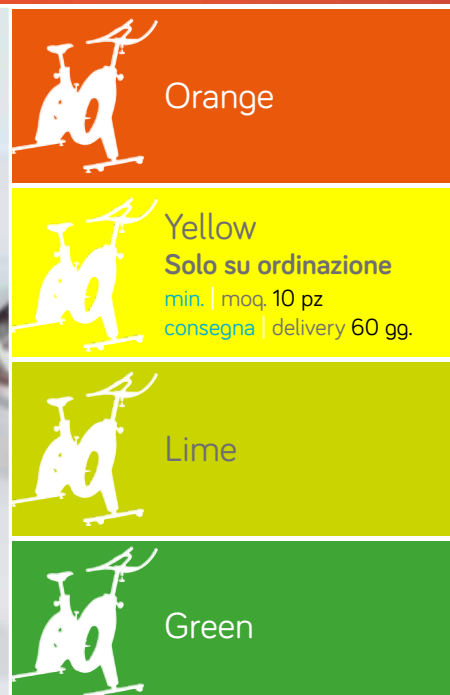 Orange
Yellow
Solo su ordinazione
min. | moq. 10 pz
consegna | delivery 60 gg.
Lime
Green